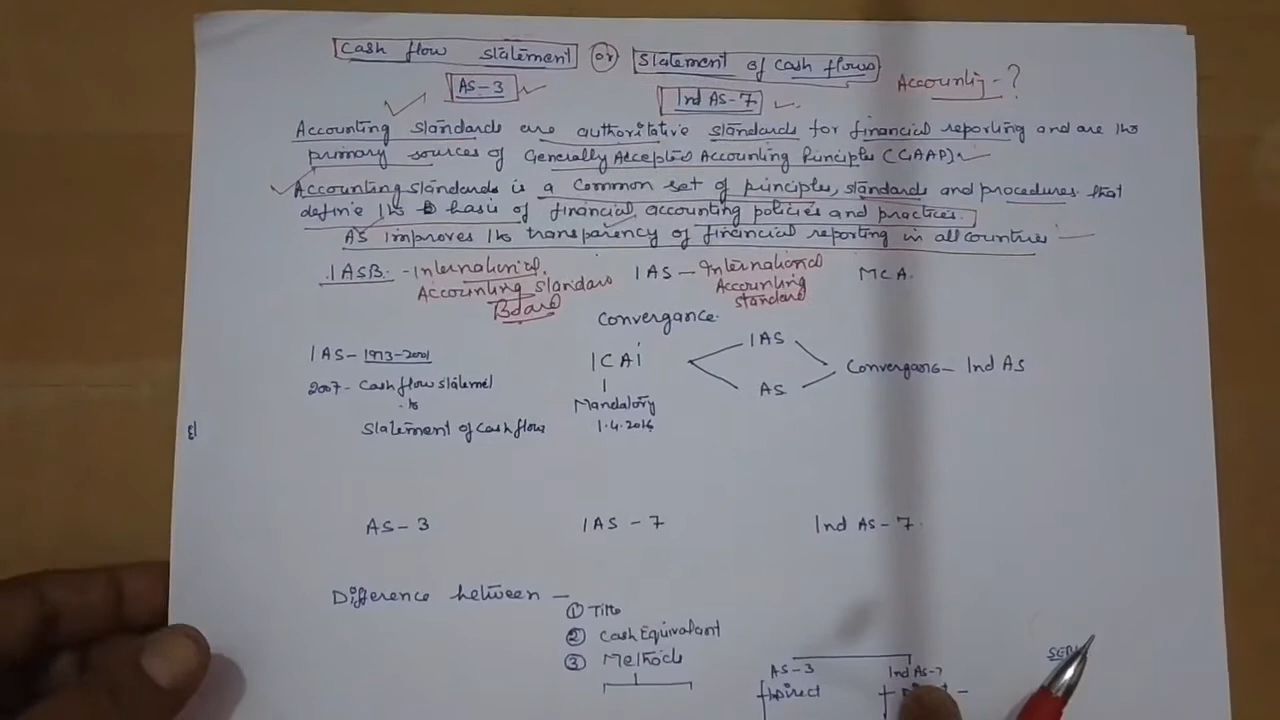 Cash flow statement or Statement of cash flows
AS-3 Ind AS-7 Accounting - ?
Accounting standards are authoritative standards for financial reporting and are the
primary sources of Generally Accepted Accounting Principles (GAAP)
Accounting standards is a common set of principles, standards and procedures that
define the basis of financial accounting policies and practices.
AS improves the transparency of financial reporting in all countries
IASB - International Accounting Standards Board
IAS - International Accounting standard
MCA
Convergance
IAS - 1973-2001
2007 - Cash flow statement
to
Statement of cash flows
ICAI
Mandatory
1.4.2016
IAS
AS
Convergans - Ind AS
AS-3 IAS-7 Ind AS-7
Difference between -
① Title
② Cash Equivalant
③ Methods
AS-3 Ind AS-7
Direct